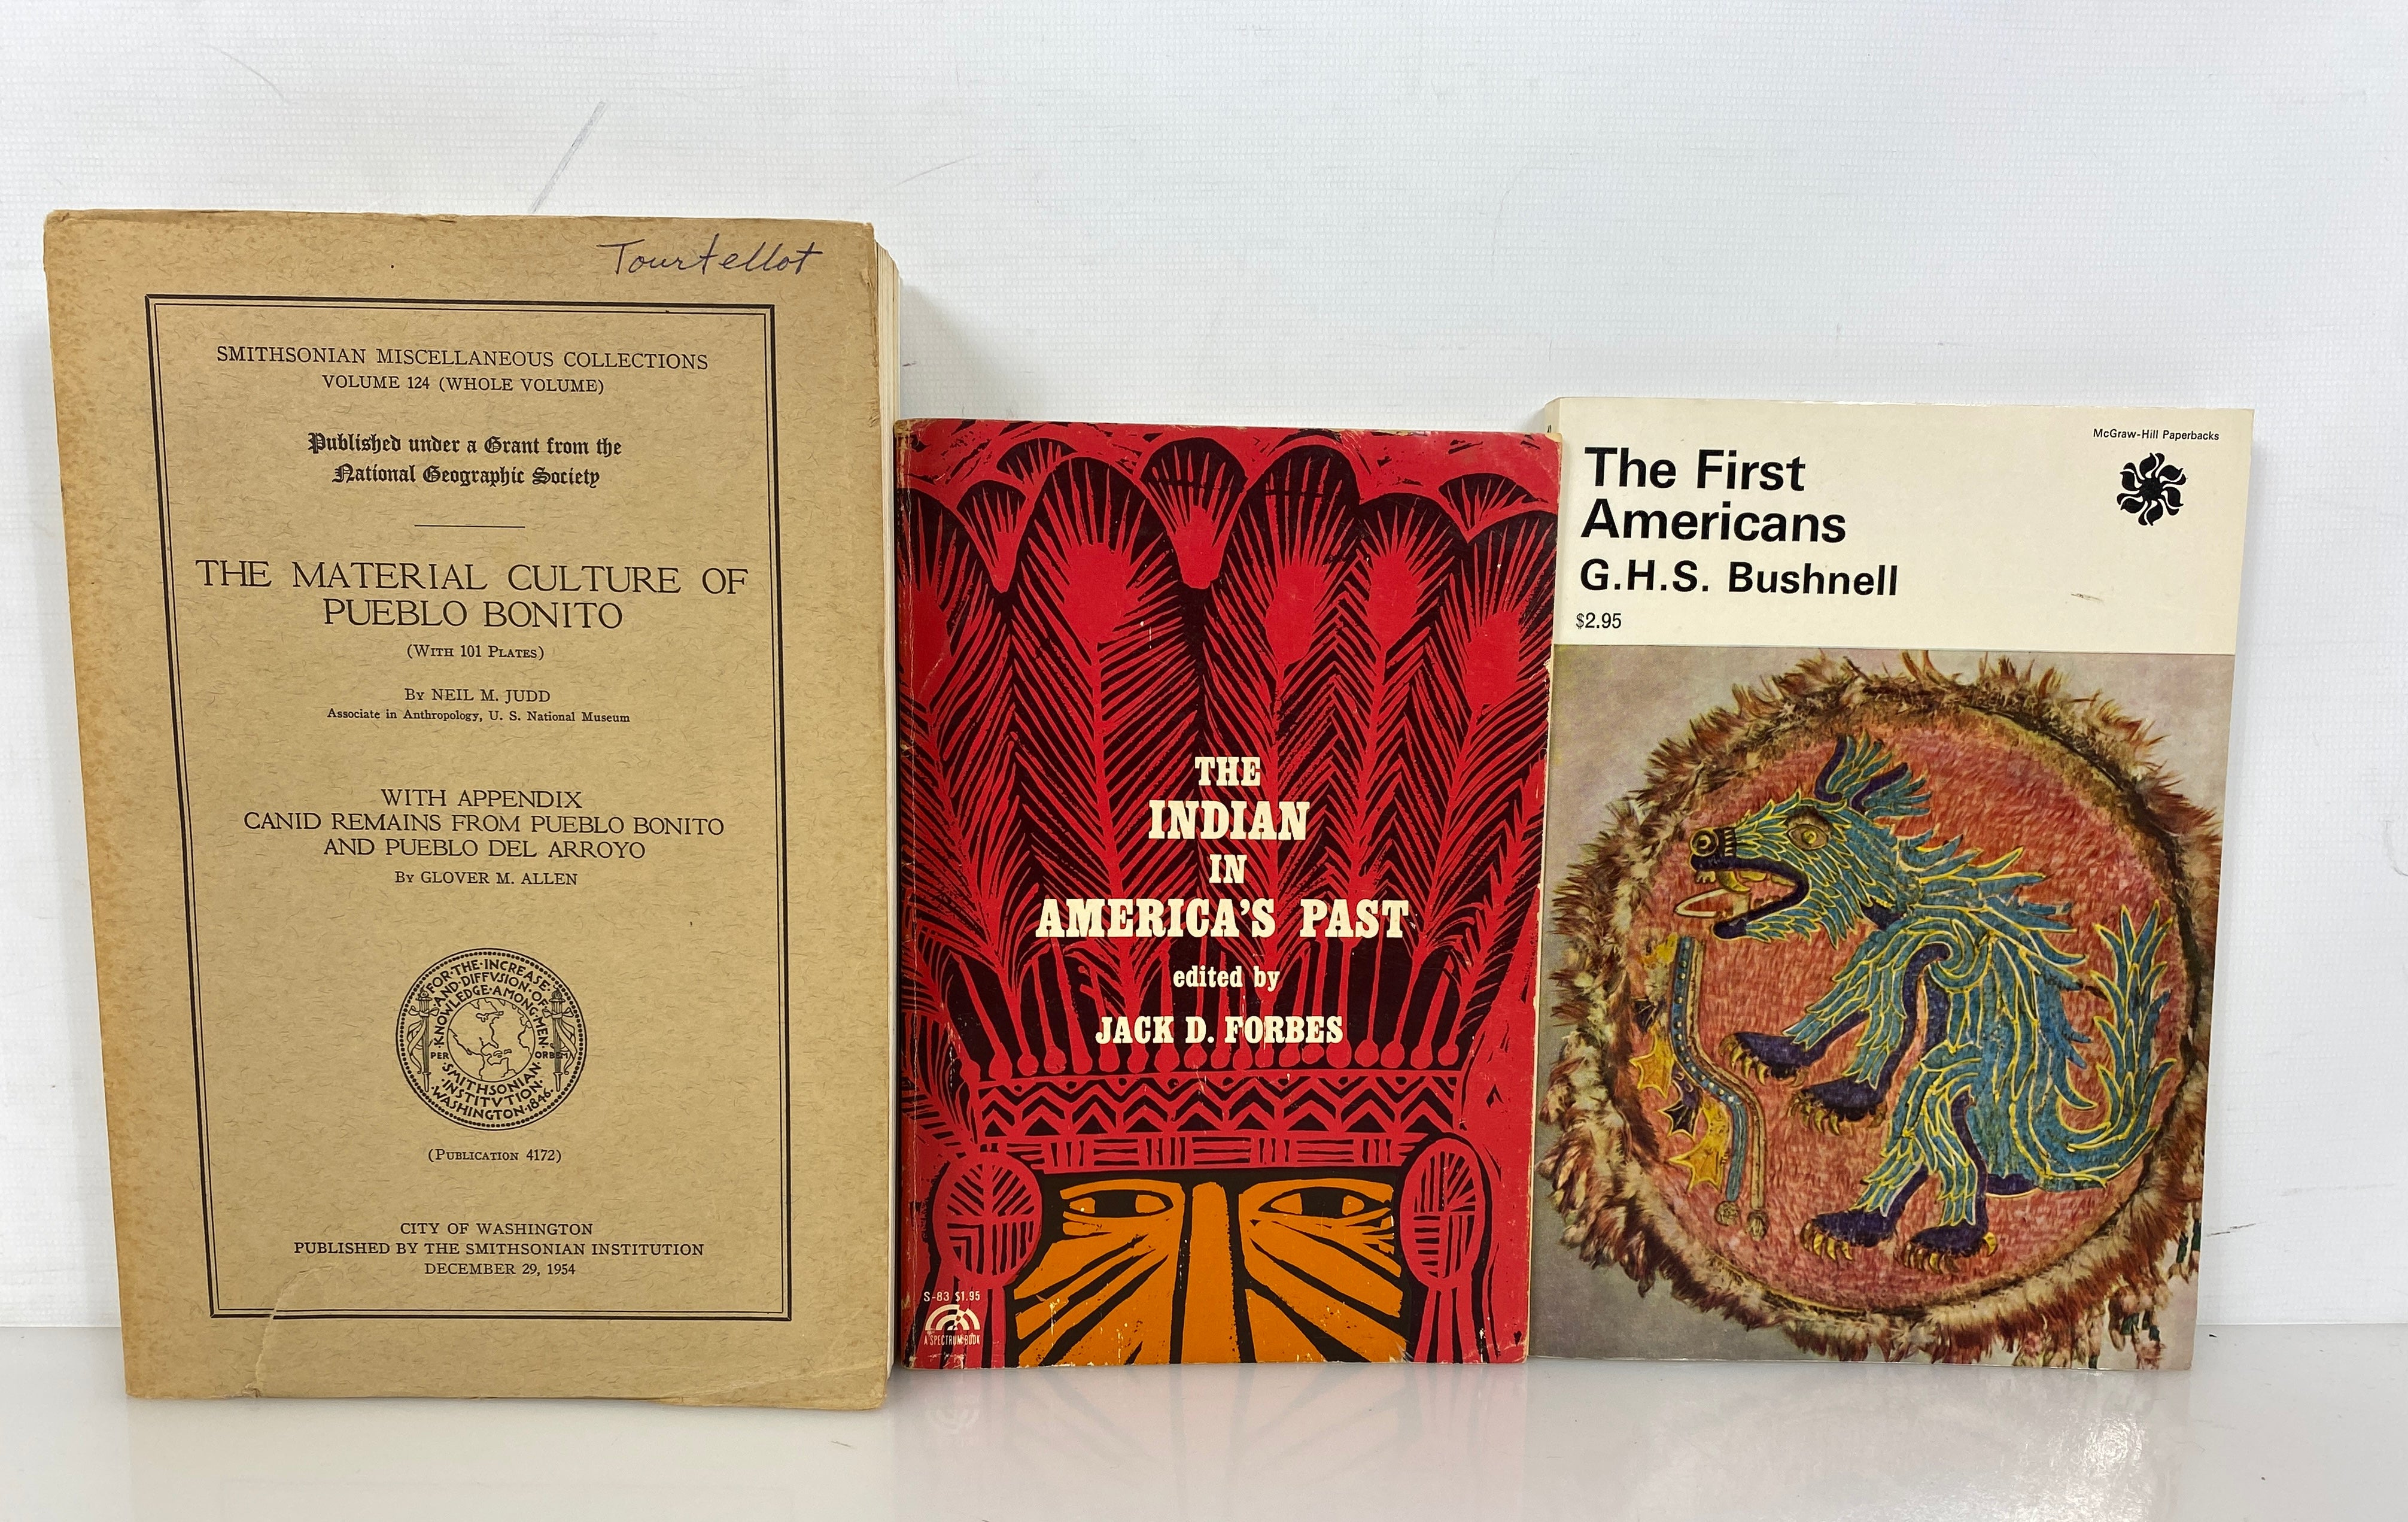 Tourtellot
SMITHSONIAN MISCELLANEOUS COLLECTIONS
VOLUME 124 (WHOLE VOLUME)
Published under a Grant from the
National Geographic Society
THE MATERIAL CULTURE OF
PUEBLO BONITO
(WITH 101 PLATES)
BY NEIL M. JUDD
Associate in Anthropology, U. S. National Museum
WITH APPENDIX
CANID REMAINS FROM PUEBLO BONITO
AND PUEBLO DEL ARROYO
BY GLOVER M. ALLEN
FOR·THE·INCREASE·
AND·DIFFVSION·OF·
KNOWLEDGE·AMONG·MEN·
PER ORBEM
·SMITHSONIAN·
INSTITVTION·
WASHINGTON·1846·
(PUBLICATION 4172)
CITY OF WASHINGTON
PUBLISHED BY THE SMITHSONIAN INSTITUTION
DECEMBER 29, 1954
THE
INDIAN
IN
AMERICA'S PAST
edited by
JACK D. FORBES
S-83 $1.95
A SPECTRUM BOOK
McGraw-Hill Paperbacks
The First
Americans
G.H.S. Bushnell
$2.95